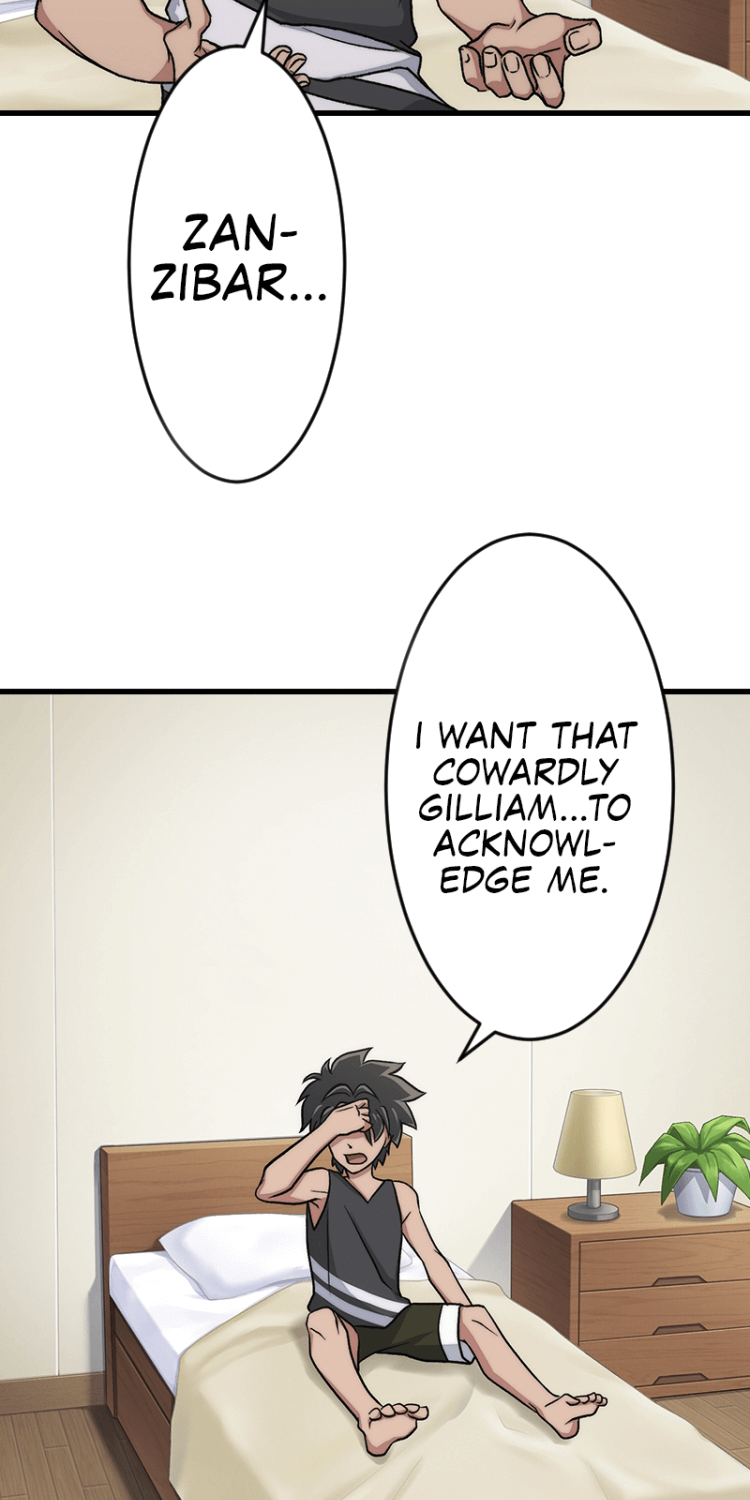 ZAN-
ZIBAR...
I WANT THAT
COWARDLY
GILLIAM...TO
ACKNOWL-
EDGE ME.